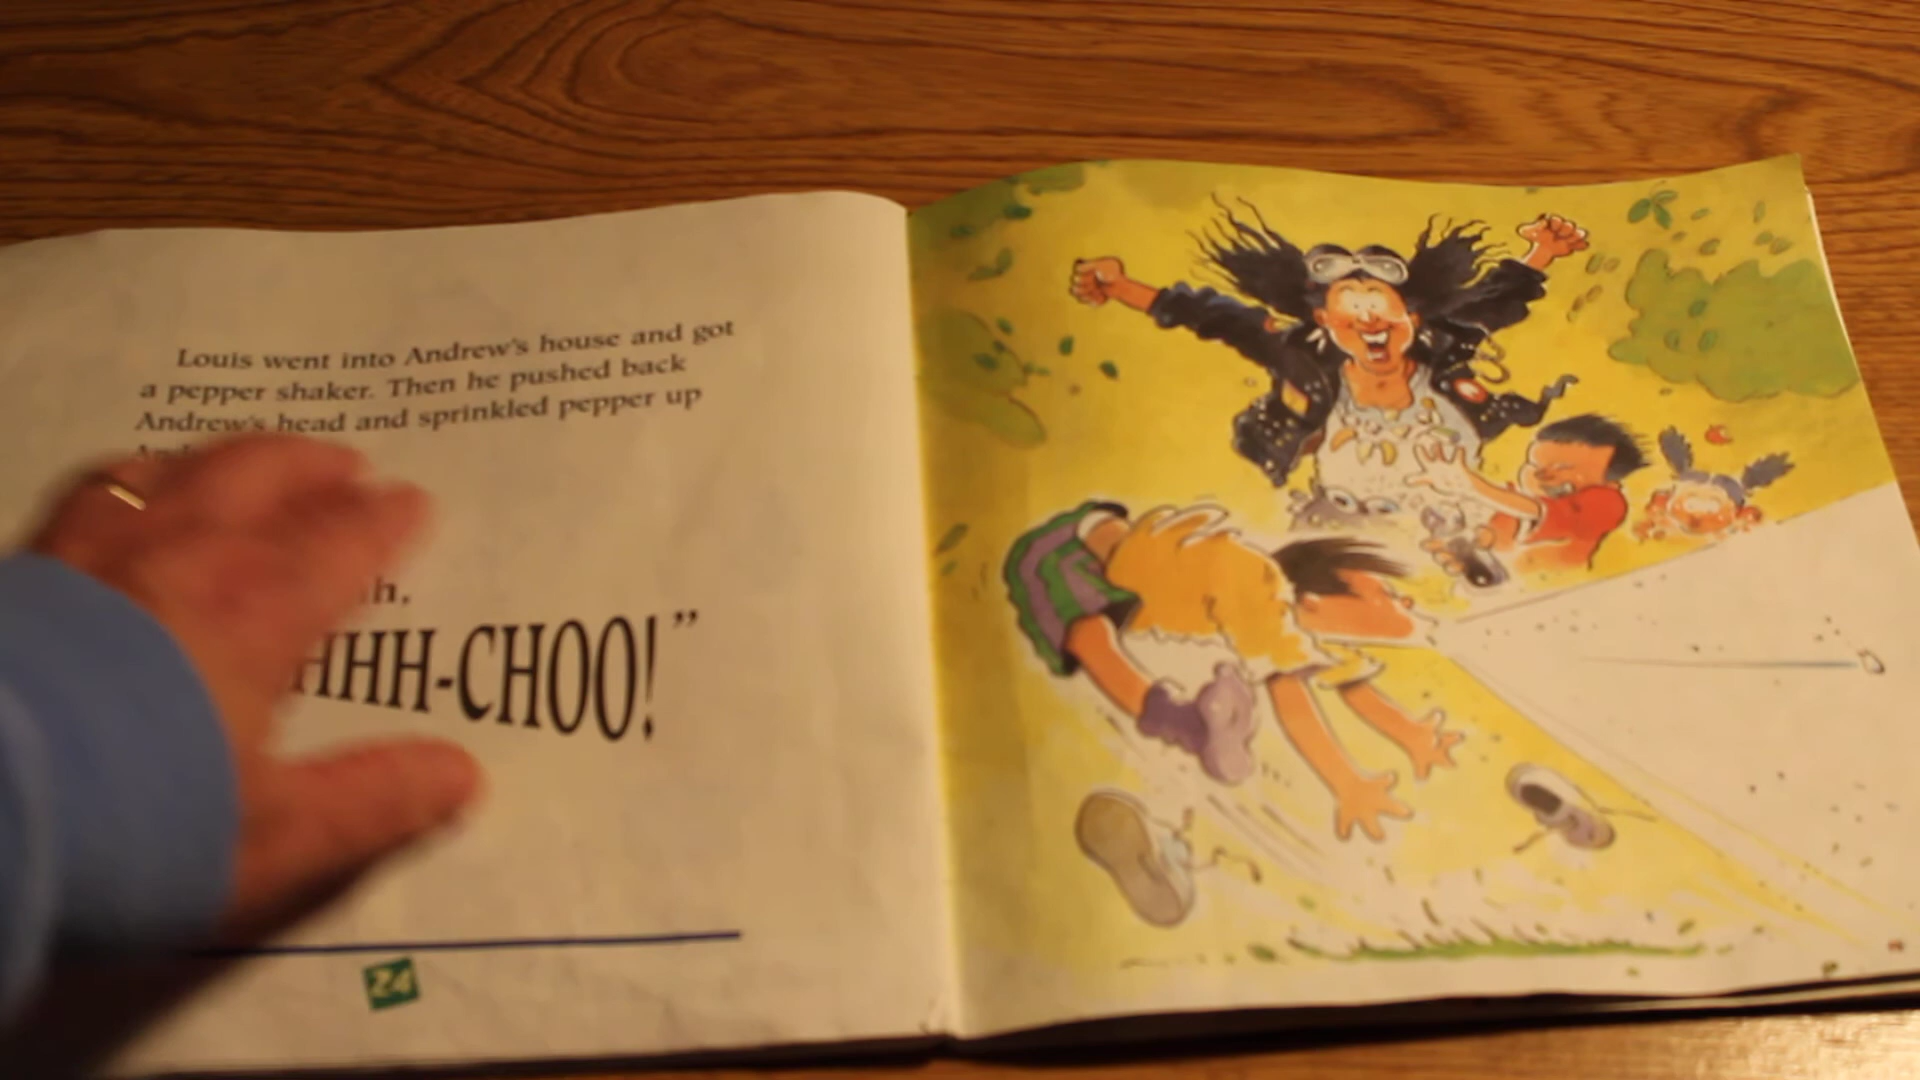 Louis went into Andrew's house and got
a pepper shaker. Then he pushed back
Andrew's head and sprinkled pepper up
HHH-CHOO!"
24